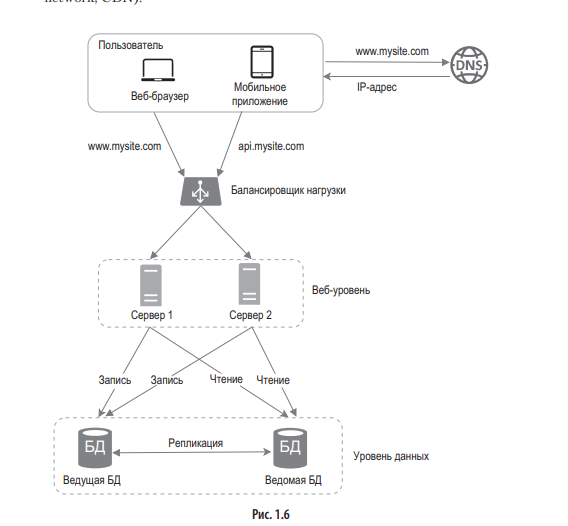 network, CDN).
Пользователь
www.mysite.com
DNS
IP-адрес
Веб-браузер
Мобильное
приложение
www.mysite.com
api.mysite.com
Балансировщик нагрузки
Сервер 1
Сервер 2
Веб-уровень
Запись
Запись
Чтение
Чтение
БД
Репликация
БД
Ведущая БД
Ведомая БД
Уровень данных
Рис. 1.6